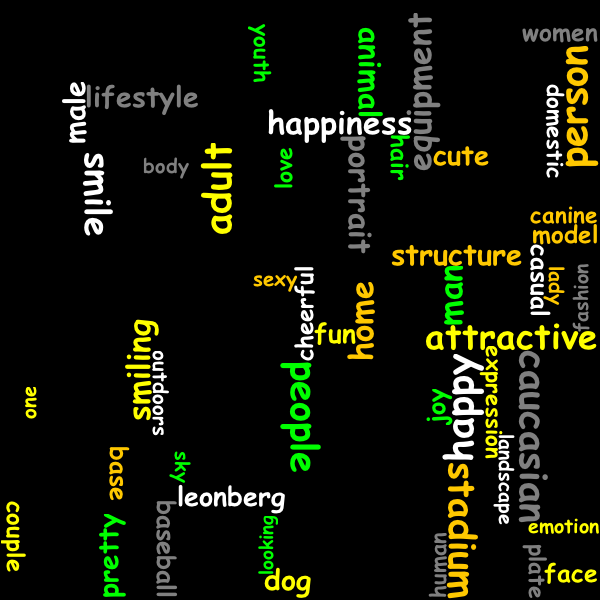 youth
animal
equipment
women
person
lifestyle
male
domestic
happiness
hair
portrait
cute
smile
body
adult
love
canine
model
structure
casual
lady
fashion
man
sexy
cheerful
home
fun
attractive
smiling
outdoors
people
happy
expression
caucasian
one
joy
landscape
base
sky
stadium
leonberg
couple
pretty
baseball
looking
emotion
human
plate
dog
face